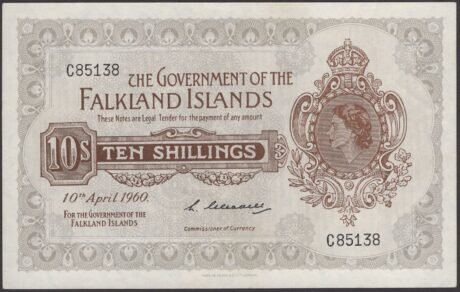 C85138
THE GOVERNMENT OF THE
FALKLAND ISLANDS
These Notes are Legal Tender for the payment of any amount
10s TEN SHILLINGS
10th April 1960.
FOR THE GOVERNMENT OF THE
FALKLAND ISLANDS
Commissioner of Currency
C85138